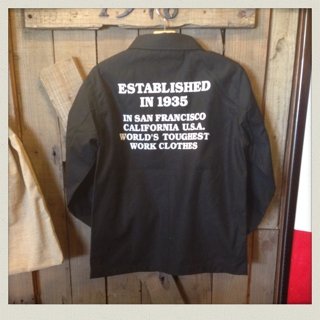 ESTABLISHED
IN 1935
IN SAN FRANCISCO
CALIFORNIA U.S.A.
WORLD'S TOUGHEST
WORK CLOTHES